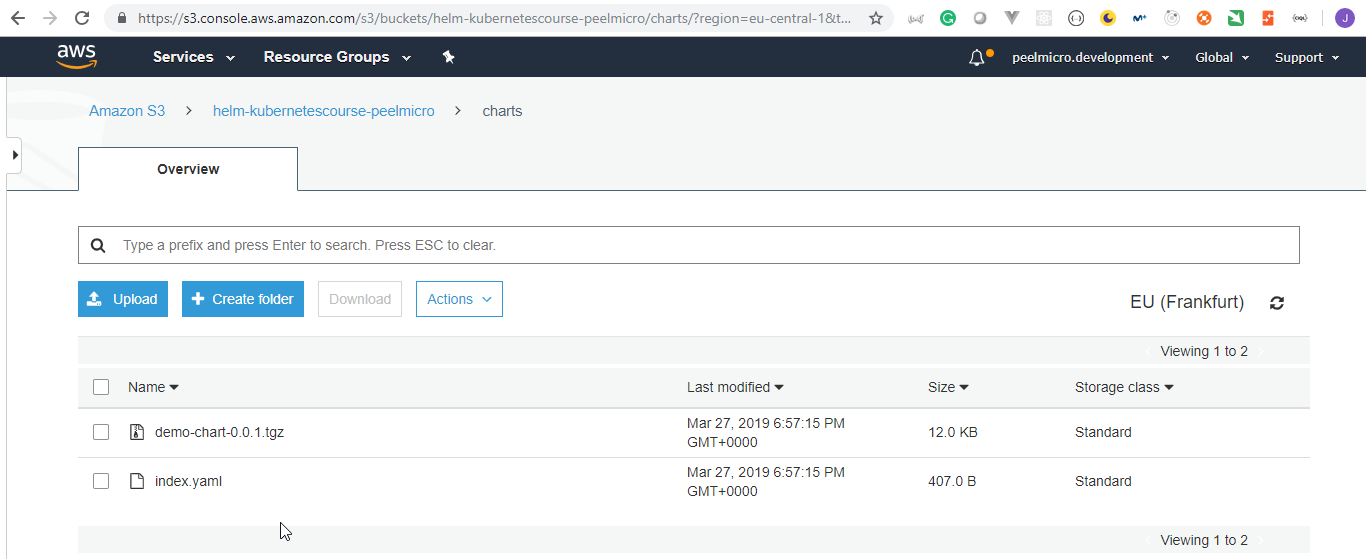 https://s3.console.aws.amazon.com/s3/buckets/helm-kubernetescourse-peelmicro/charts/?region=eu-central-1&t...
J
aws Services Resource Groups peelmicro.development Global Support
Amazon S3 > helm-kubernetescourse-peelmicro > charts
Overview
Type a prefix and press Enter to search. Press ESC to clear.
Upload Create folder Download Actions EU (Frankfurt)
Viewing 1 to 2
Name Last modified Size Storage class
demo-chart-0.0.1.tgz Mar 27, 2019 6:57:15 PM 12.0 KB Standard
GMT+0000
index.yaml Mar 27, 2019 6:57:15 PM 407.0 B Standard
GMT+0000
Viewing 1 to 2